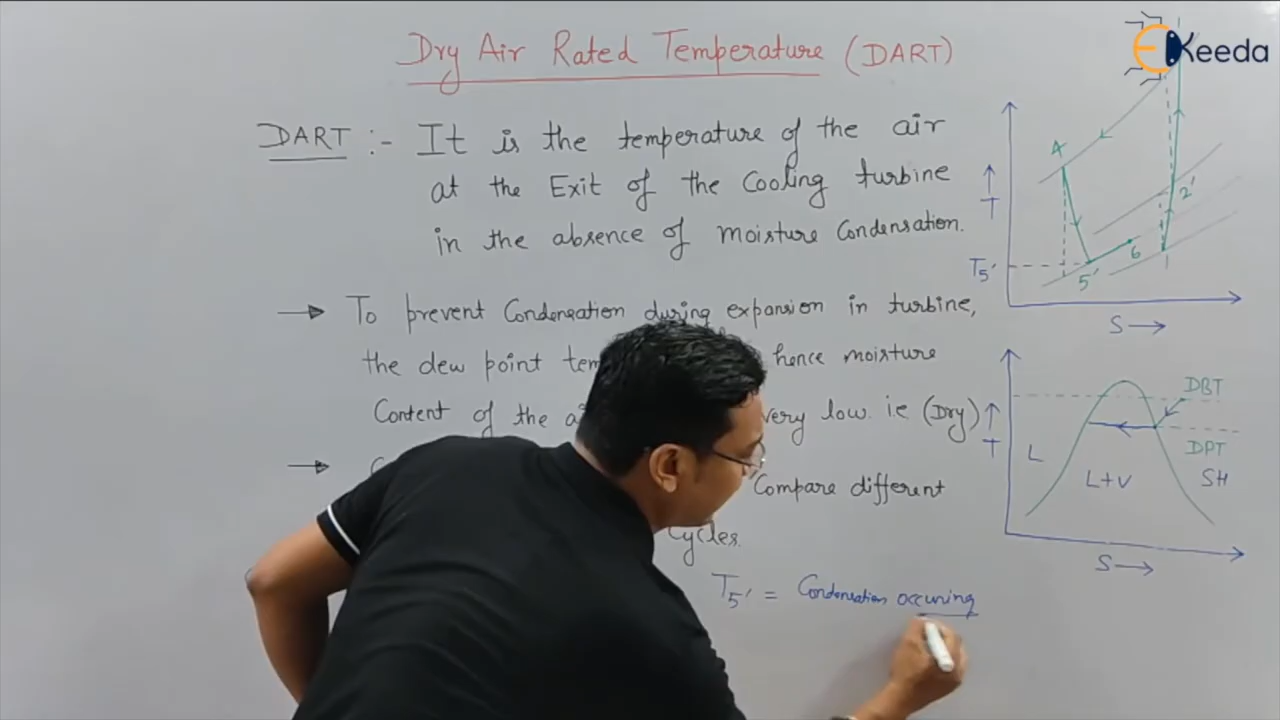 Dry Air Rated Temperature (DART)
EKeeda
DART :- It is the temperature of the air
at the Exit of the Cooling turbine
in the absence of moisture Condensation.
→ To prevent Condensation during expansion in turbine,
the dew point tem hence moisture
Content of the a very low. ie (Dry)
→ Compare different
Cycles.
T5' = Condensation occuring
4
2'
T
T5'
5'
6
S →
DBT
T
DPT
L
L+V
SH
S →